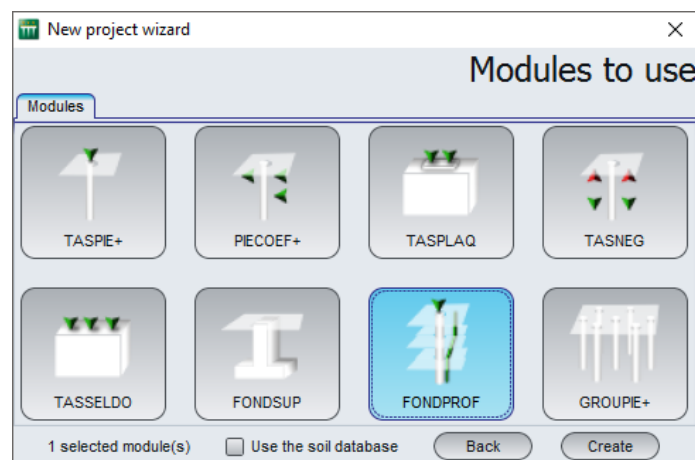 New project wizard
Modules to use
Modules
TASPIE+ PIECOEF+ TASPLAQ TASNEG
TASSELDO FONDSUP FONDPROF GROUPIE+
1 selected module(s) Use the soil database Back Create